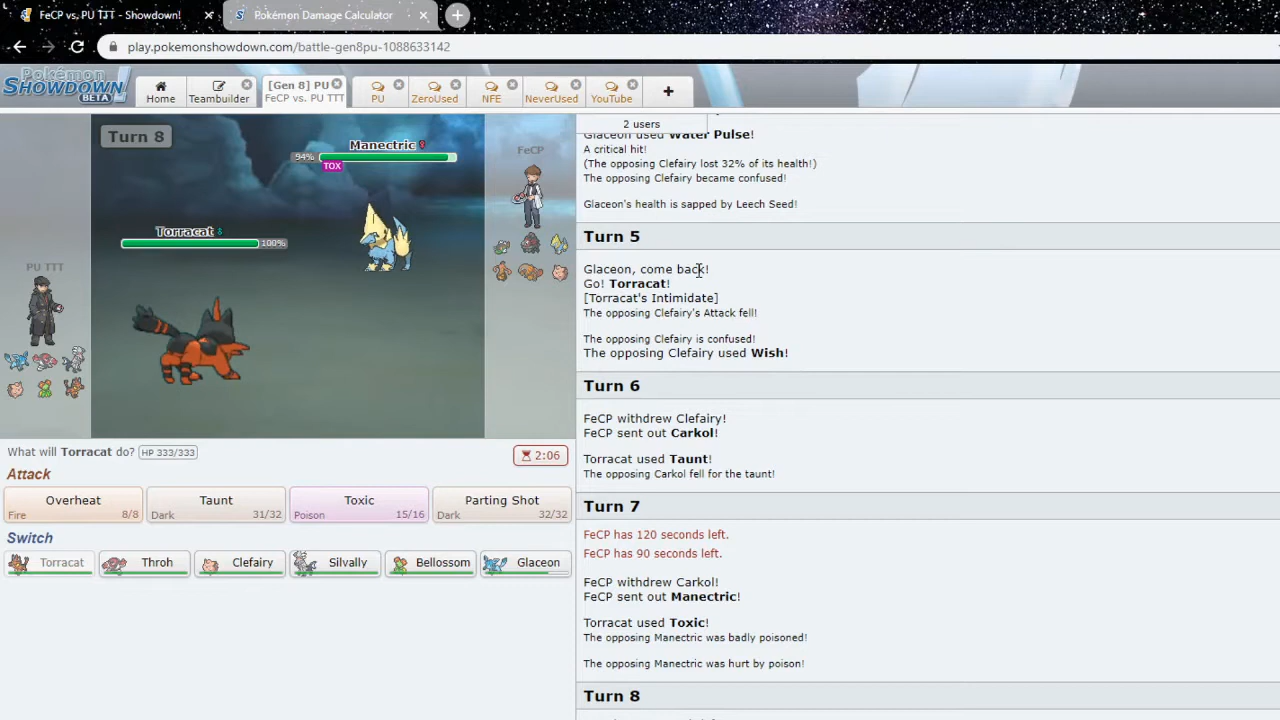 FeCP vs. PU TTT - Showdown!
Pokémon Damage Calculator
play.pokemonshowdown.com/battle-gen8pu-1088633142
Pokémon
SHOWDOWN
BETA
Home
Teambuilder
[Gen 8] PU
FeCP vs. PU TTT
PU
ZeroUsed
NFE
NeverUsed
YouTube
2 users
Turn 8
Manectric
94%
TOX
FeCP
Torracat
100%
PU TTT
Glaceon used Water Pulse!
A critical hit!
(The opposing Clefairy lost 32% of its health!)
The opposing Clefairy became confused!
Glaceon's health is sapped by Leech Seed!
Turn 5
Glaceon, come back!
Go! Torracat!
[Torracat's Intimidate]
The opposing Clefairy's Attack fell!
The opposing Clefairy is confused!
The opposing Clefairy used Wish!
Turn 6
FeCP withdrew Clefairy!
FeCP sent out Carkol!
Torracat used Taunt!
The opposing Carkol fell for the taunt!
Turn 7
FeCP has 120 seconds left.
FeCP has 90 seconds left.
FeCP withdrew Carkol!
FeCP sent out Manectric!
Torracat used Toxic!
The opposing Manectric was badly poisoned!
The opposing Manectric was hurt by poison!
Turn 8
What will Torracat do? HP 333/333
2:06
Attack
Overheat
Fire 8/8
Taunt
Dark 31/32
Toxic
Poison 15/16
Parting Shot
Dark 32/32
Switch
Torracat
Throh
Clefairy
Silvally
Bellossom
Glaceon